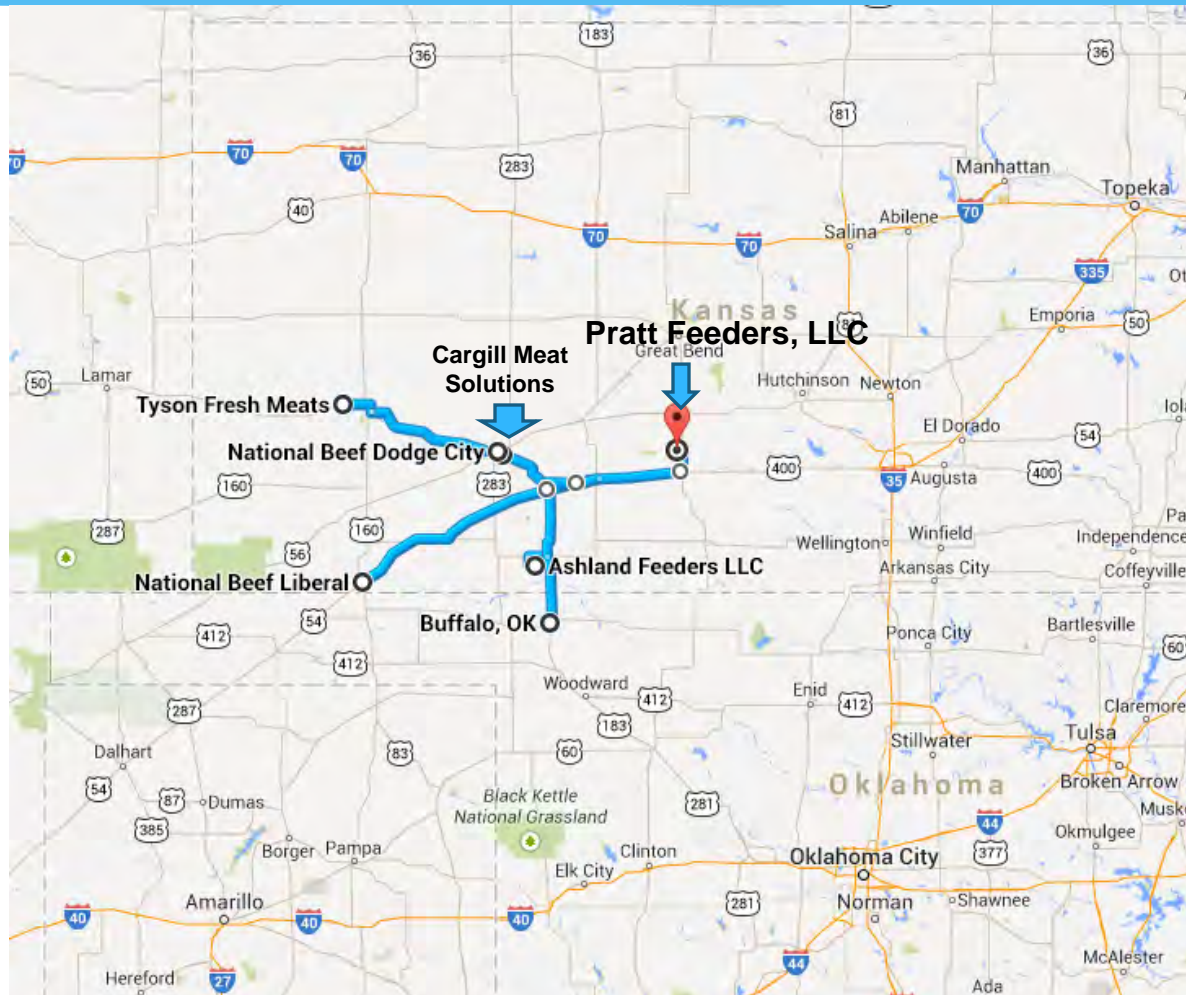 183
36
36
81
70
70
70
283
Manhattan
Topeka
40
70
Abilene
Salina
70
70
335
Kansas
Emporia
50
81
Pratt Feeders, LLC
Great Bend
Cargill Meat
Solutions
Lamar
50
Hutchinson
Newton
Tyson Fresh Meats
El Dorado
54
National Beef Dodge City
400
400
283
35
Augusta
160
287
160
Winfield
Wellington
Independence
56
Arkansas City
Coffeyville
National Beef Liberal
Ashland Feeders LLC
54
Buffalo, OK
412
Ponca City
Bartlesville
60
412
Woodward
412
Enid
412
Claremore
287
183
Tulsa
Stillwater
60
Dalhart
83
Broken Arrow
54
Oklahoma
87
Dumas
Black Kettle
National Grassland
281
385
44
Okmulgee
Borger
Pampa
Clinton
Oklahoma City
377
Elk City
Amarillo
281
Norman
Shawnee
40
40
40
44
McAlester
Hereford
27
Ada